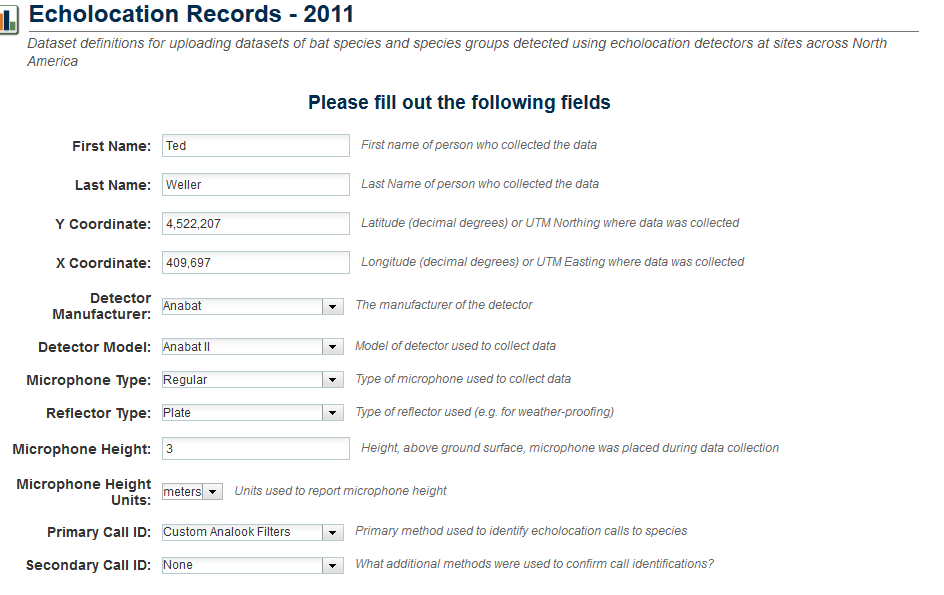 Echolocation Records - 2011
Dataset definitions for uploading datasets of bat species and species groups detected using echolocation detectors at sites across North
America
Please fill out the following fields
First Name: Ted First name of person who collected the data
Last Name: Weller Last Name of person who collected the data
Y Coordinate: 4,522,207 Latitude (decimal degrees) or UTM Northing where data was collected
X Coordinate: 409,697 Longitude (decimal degrees) or UTM Easting where data was collected
Detector
Manufacturer: Anabat The manufacturer of the detector
Detector Model: Anabat II Model of detector used to collect data
Microphone Type: Regular Type of microphone used to collect data
Reflector Type: Plate Type of reflector used (e.g. for weather-proofing)
Microphone Height: 3 Height, above ground surface, microphone was placed during data collection
Microphone Height
Units: meters Units used to report microphone height
Primary Call ID: Custom Analook Filters Primary method used to identify echolocation calls to species
Secondary Call ID: None What additional methods were used to confirm call identifications?